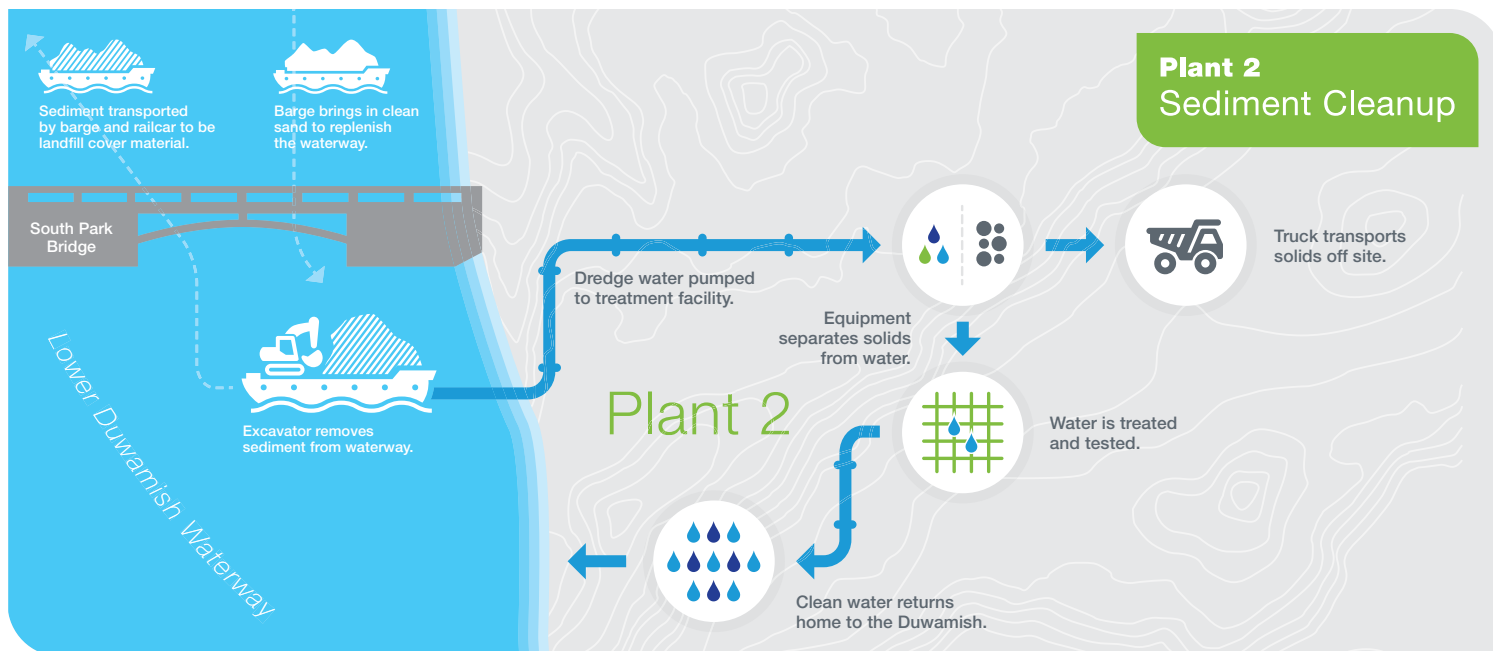 Plant 2
Sediment Cleanup
Sediment transported
by barge and railcar to be
landfill cover material.
Barge brings in clean
sand to replenish
the waterway.
South Park
Bridge
Dredge water pumped
to treatment facility.
Equipment
separates solids
from water.
Truck transports
solids off site.
Excavator removes
sediment from waterway.
Lower Duwamish Waterway
Plant 2
Water is treated
and tested.
Clean water returns
home to the Duwamish.